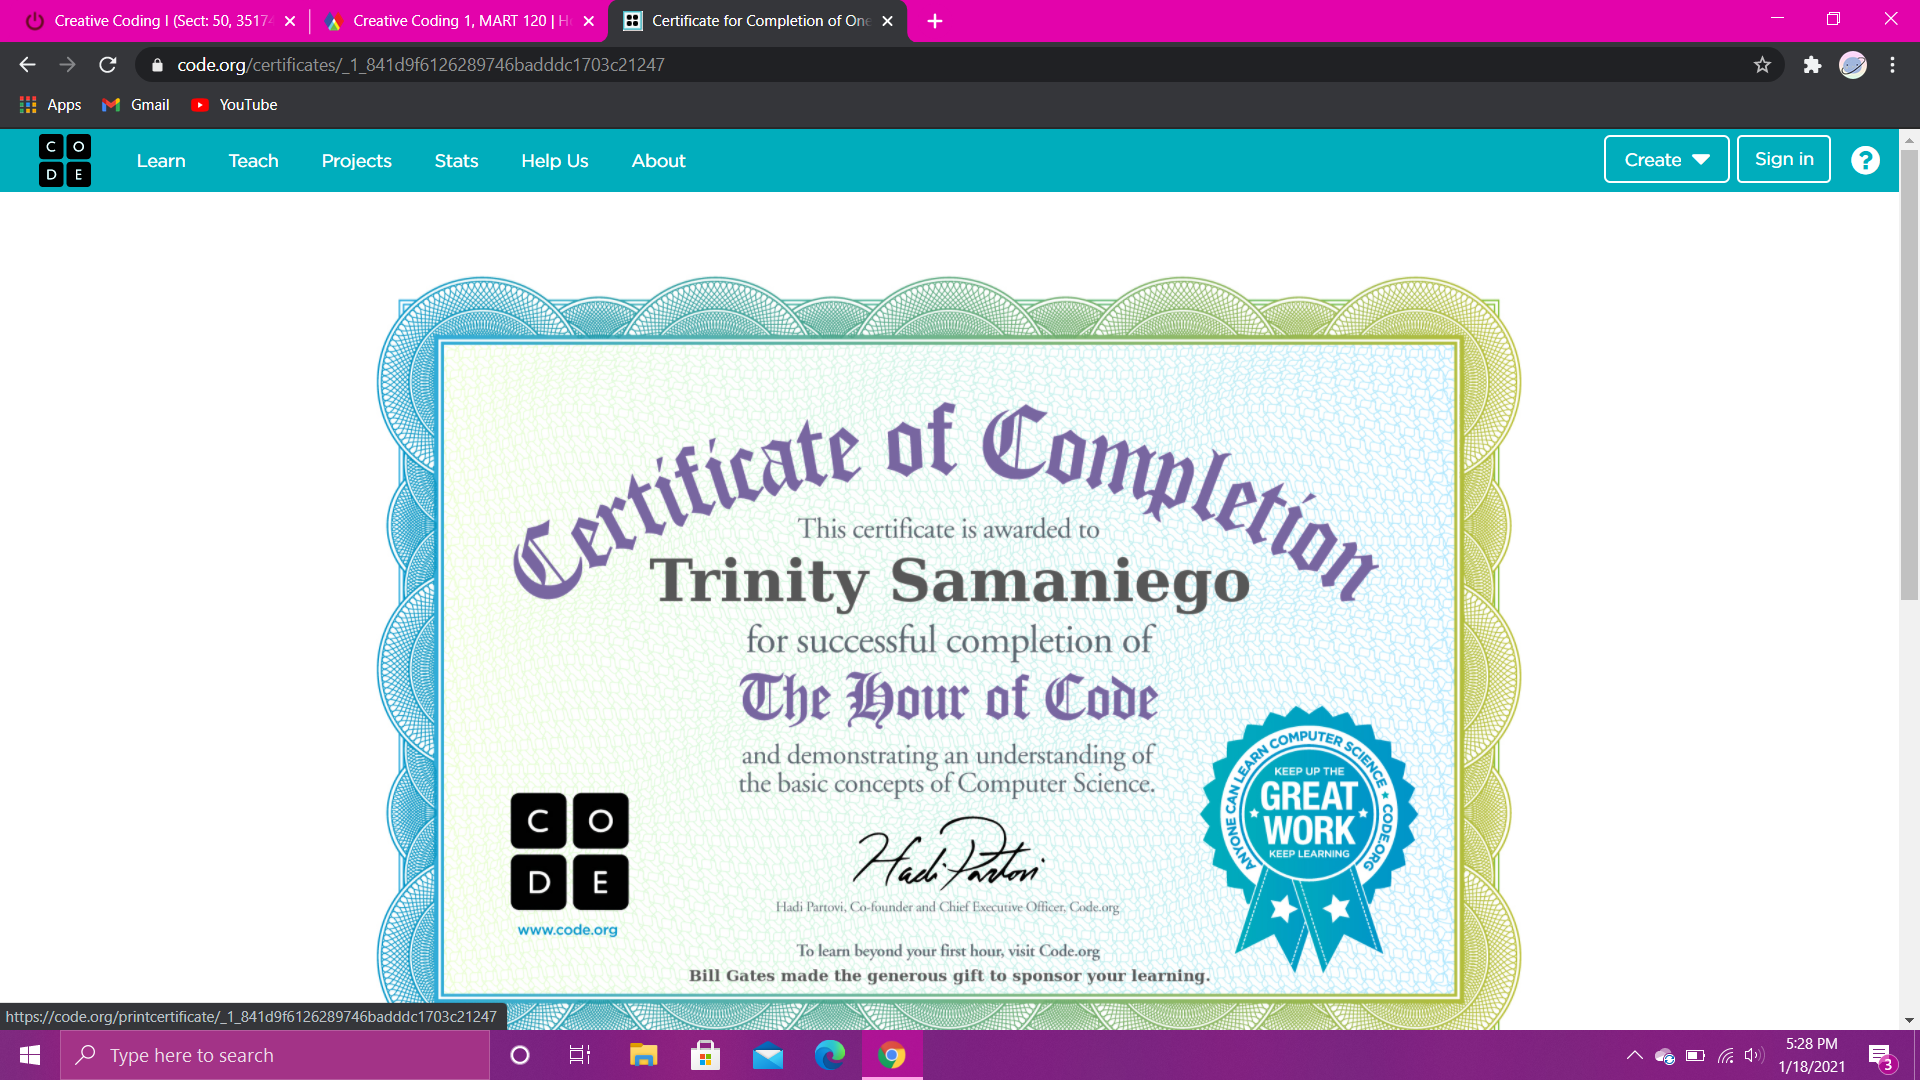 Creative Coding I (Sect: 50, 3517
Creative Coding 1, MART 120 | H
Certificate for Completion of One
code.org/certificates/_1_841d9f6126289746badddc1703c21247
Apps
Gmail
YouTube
CODE
Learn
Teach
Projects
Stats
Help Us
About
Create
Sign in
?
Certificate of Completion
This certificate is awarded to
Trinity Samaniego
for successful completion of
The Hour of Code
and demonstrating an understanding of
the basic concepts of Computer Science.
ANYONE CAN LEARN COMPUTER SCIENCE ★ CODE.ORG
KEEP UP THE
GREAT
WORK
KEEP LEARNING
C O
D E
www.code.org
Hadi Partovi
Hadi Partovi, Co-founder and Chief Executive Officer, Code.org
To learn beyond your first hour, visit Code.org
Bill Gates made the generous gift to sponsor your learning.
https://code.org/printcertificate/_1_841d9f6126289746badddc1703c21247
Type here to search
5:28 PM
1/18/2021
3